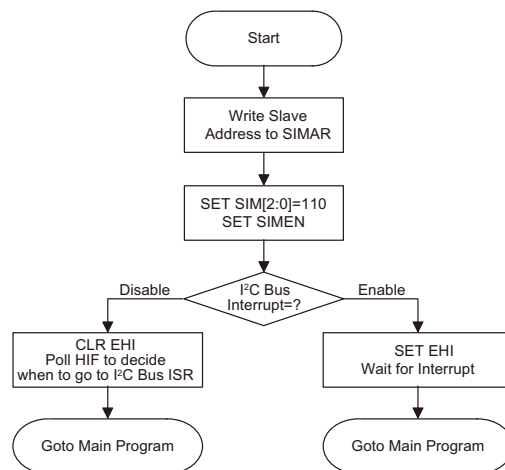 Start
Write Slave
Address to SIMAR
SET SIM[2:0]=110
SET SIMEN
I²C Bus
Interrupt=?
Disable
Enable
CLR EHI
Poll HIF to decide
when to go to I²C Bus ISR
SET EHI
Wait for Interrupt
Goto Main Program
Goto Main Program